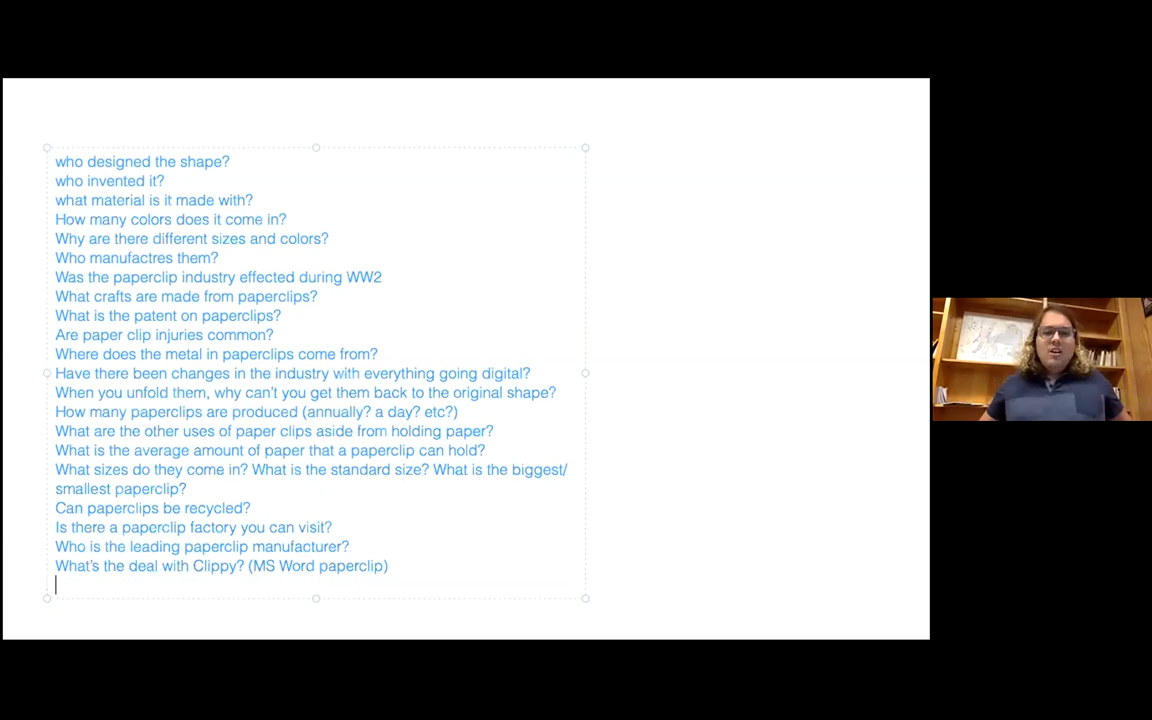 who designed the shape?
who invented it?
what material is it made with?
How many colors does it come in?
Why are there different sizes and colors?
Who manufactres them?
Was the paperclip industry effected during WW2
What crafts are made from paperclips?
What is the patent on paperclips?
Are paper clip injuries common?
Where does the metal in paperclips come from?
Have there been changes in the industry with everything going digital?
When you unfold them, why can't you get them back to the original shape?
How many paperclips are produced (annually? a day? etc?)
What are the other uses of paper clips aside from holding paper?
What is the average amount of paper that a paperclip can hold?
What sizes do they come in? What is the standard size? What is the biggest/
smallest paperclip?
Can paperclips be recycled?
Is there a paperclip factory you can visit?
Who is the leading paperclip manufacturer?
What's the deal with Clippy? (MS Word paperclip)